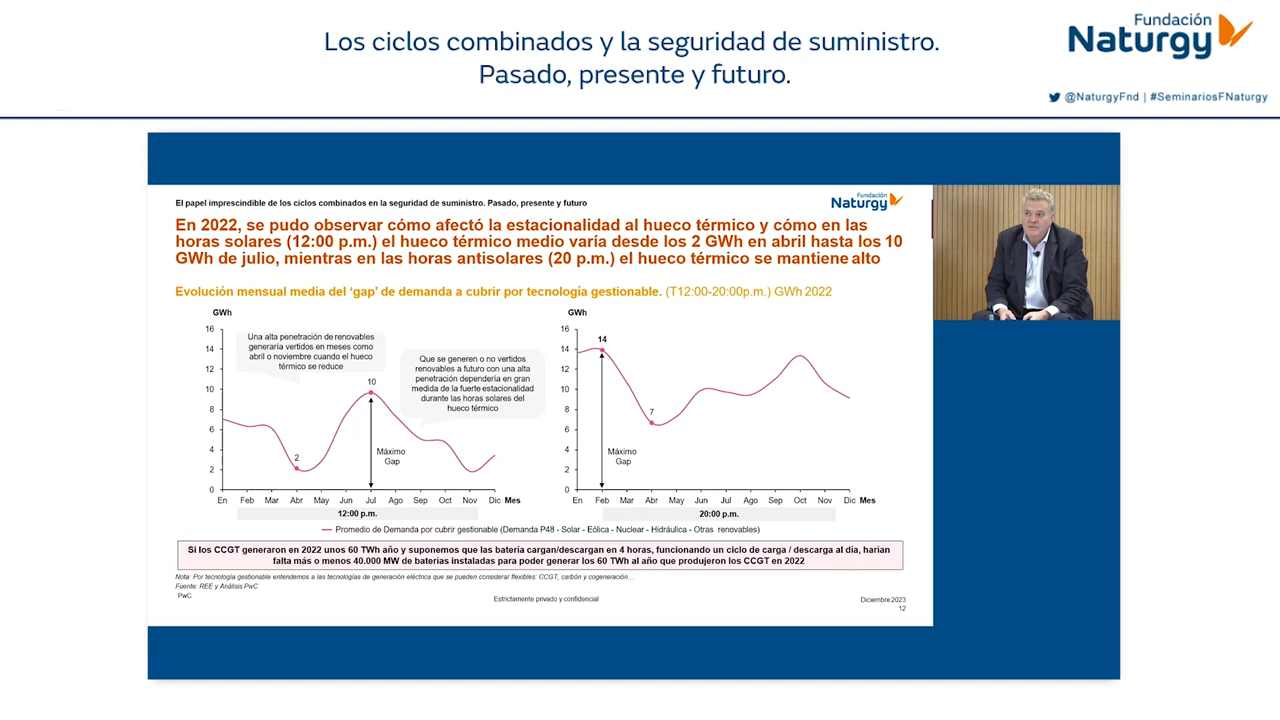 Los ciclos combinados y la seguridad de suministro.
Pasado, presente y futuro.
Fundación
Naturgy
@NaturgyFnd | #SeminariosFNaturgy
El papel imprescindible de los ciclos combinados en la seguridad de suministro. Pasado, presente y futuro
Fundación
Naturgy
En 2022, se pudo observar cómo afectó la estacionalidad al hueco térmico y cómo en las
horas solares (12:00 p.m.) el hueco térmico medio varía desde los 2 GWh en abril hasta los 10
GWh de julio, mientras en las horas antisolares (20 p.m.) el hueco térmico se mantiene alto
Evolución mensual media del ‘gap’ de demanda a cubrir por tecnología gestionable. (T12:00-20:00p.m.) GWh 2022
GWh
16
14
12
10
8
6
4
2
0
Una alta penetración de renovables
generaría vertidos en meses como
abril o noviembre cuando el hueco
térmico se reduce
Que se generen o no vertidos
renovables a futuro con una alta
penetración dependería en gran
medida de la fuerte estacionalidad
durante las horas solares del
hueco térmico
2
10
Máximo
Gap
En Feb Mar Abr May Jun Jul Ago Sep Oct Nov Dic Mes
12:00 p.m.
GWh
16
14
12
10
8
6
4
2
0
14
7
Máximo
Gap
En Feb Mar Abr May Jun Jul Ago Sep Oct Nov Dic Mes
20:00 p.m.
Promedio de Demanda por cubrir gestionable (Demanda P48 - Solar - Eólica - Nuclear - Hidráulica - Otras renovables)
Si los CCGT generaron en 2022 unos 60 TWh año y suponemos que las batería cargan/descargan en 4 horas, funcionando un ciclo de carga / descarga al día, harían
falta más o menos 40.000 MW de baterías instaladas para poder generar los 60 TWh al año que produjeron los CCGT en 2022
Nota: Por tecnología gestionable entendemos a las tecnologías de generación eléctrica que se pueden considerar flexibles: CCGT, carbón y cogeneración…
Fuente: REE y Análisis PwC
PwC
Estrictamente privado y confidencial
Diciembre 2023
12